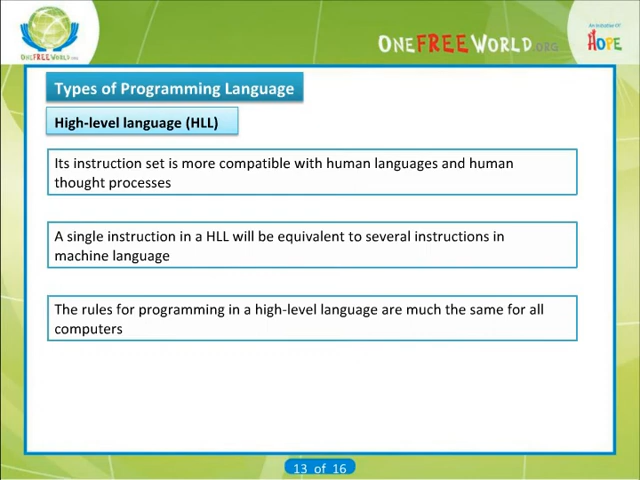 ONEFREEWORLD.ORG
An Initiative Of
HOPE
ONEFREEWORLD.ORG
Types of Programming Language
High-level language (HLL)
Its instruction set is more compatible with human languages and human
thought processes
A single instruction in a HLL will be equivalent to several instructions in
machine language
The rules for programming in a high-level language are much the same for all
computers
13 of 16